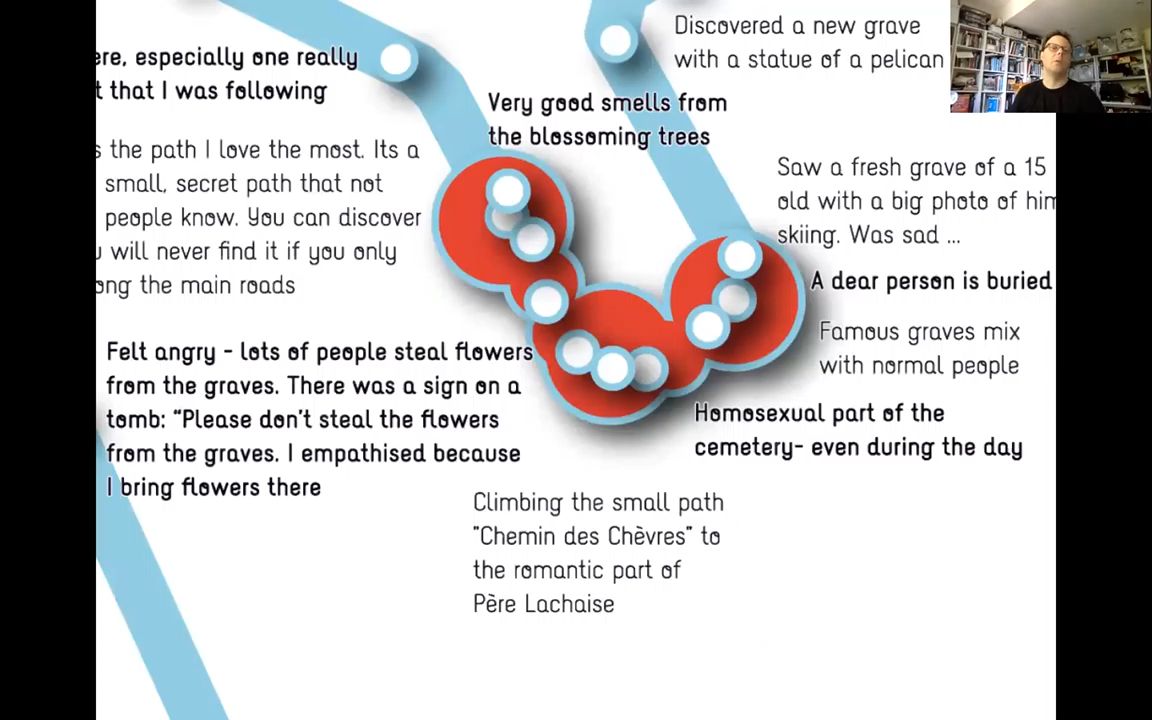 Discovered a new grave
with a statue of a pelican
ere, especially one really
t that I was following
Very good smells from
the blossoming trees
s the path I love the most. Its a
small, secret path that not
people know. You can discover
u will never find it if you only
ong the main roads
Saw a fresh grave of a 15
old with a big photo of him
skiing. Was sad ...
A dear person is buried
Famous graves mix
with normal people
Felt angry - lots of people steal flowers
from the graves. There was a sign on a
tomb: "Please don't steal the flowers
from the graves. I empathised because
I bring flowers there
Homosexual part of the
cemetery- even during the day
Climbing the small path
"Chemin des Chèvres" to
the romantic part of
Père Lachaise